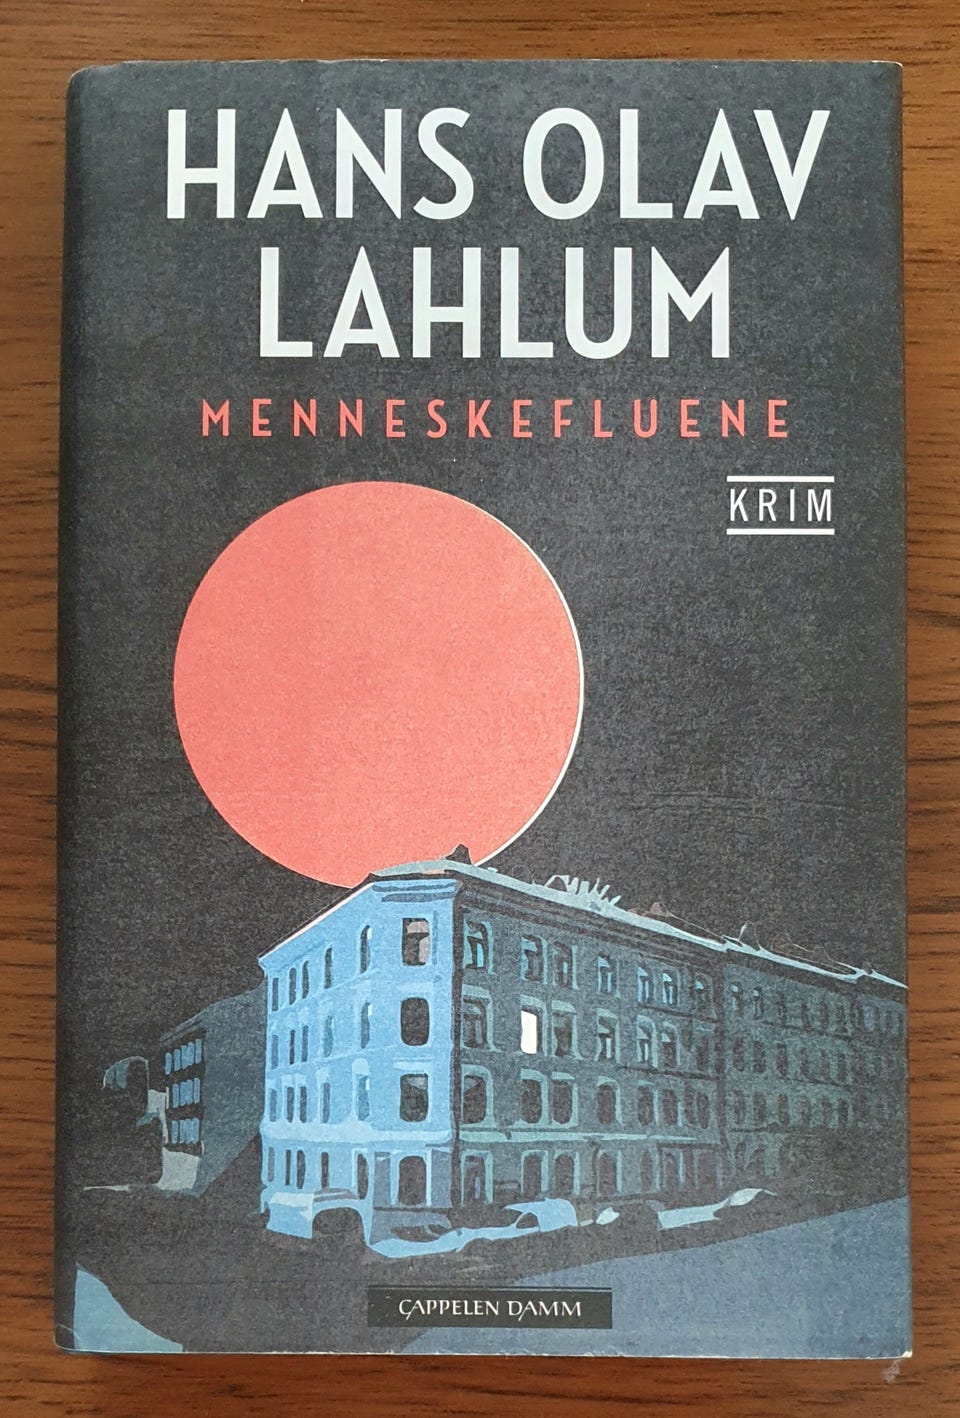 HANS OLAV
LAHLUM
MENNESKEFLUENE
KRIM
CAPPELEN DAMM